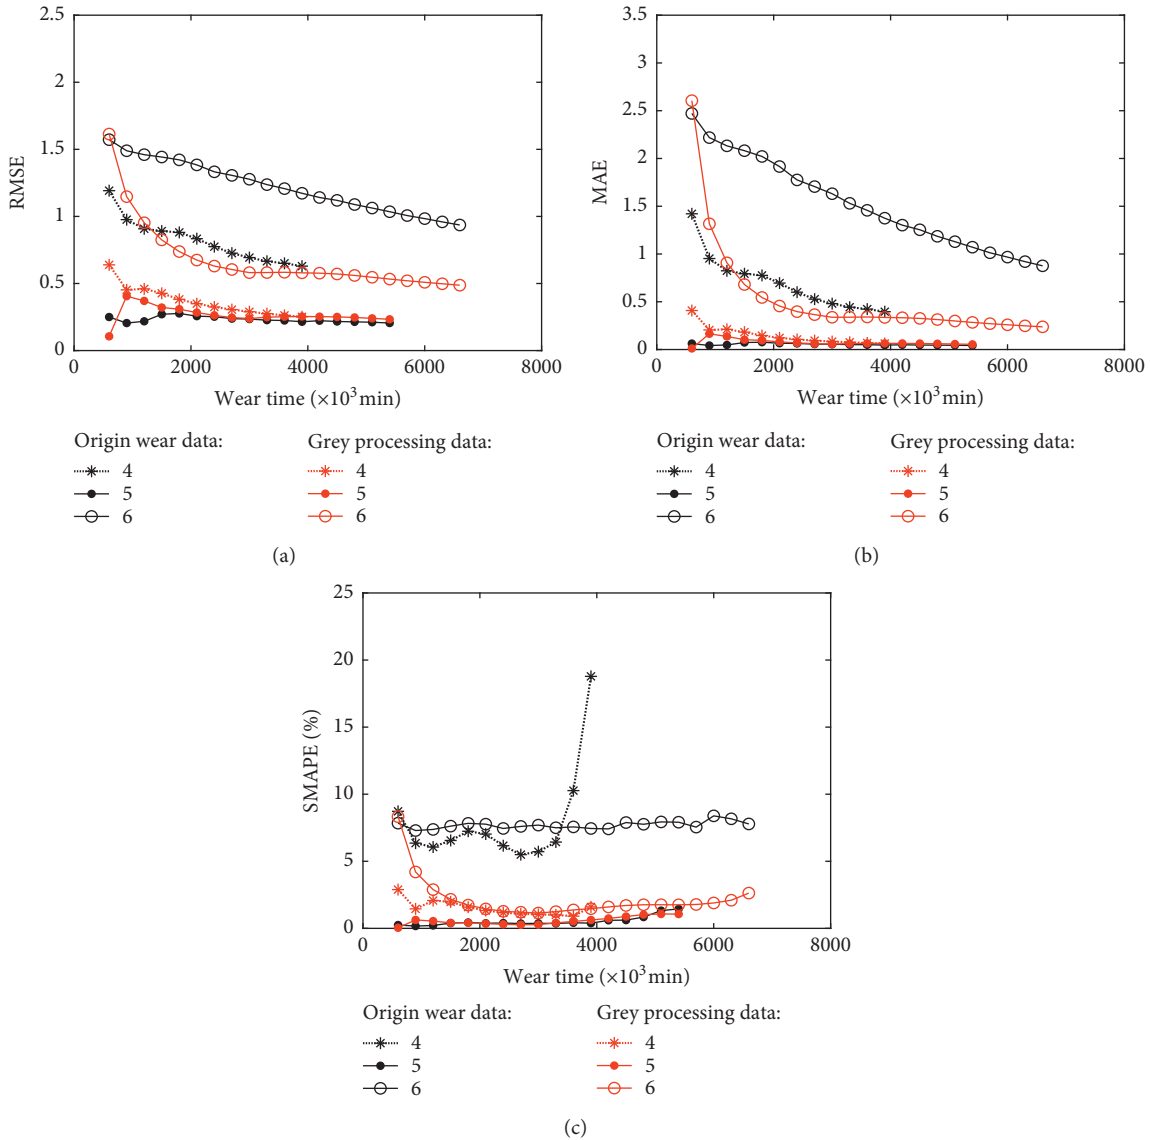 2.5
2
1.5
1
0.5
0
RMSE
0 2000 4000 6000 8000
Wear time (×10³ min)
Origin wear data:
4
5
6
Grey processing data:
4
5
6
(a)
3.5
3
2.5
2
1.5
1
0.5
0
MAE
0 2000 4000 6000 8000
Wear time (×10³ min)
Origin wear data:
4
5
6
Grey processing data:
4
5
6
(b)
25
20
15
10
5
0
SMAPE (%)
0 2000 4000 6000 8000
Wear time (×10³ min)
Origin wear data:
4
5
6
Grey processing data:
4
5
6
(c)